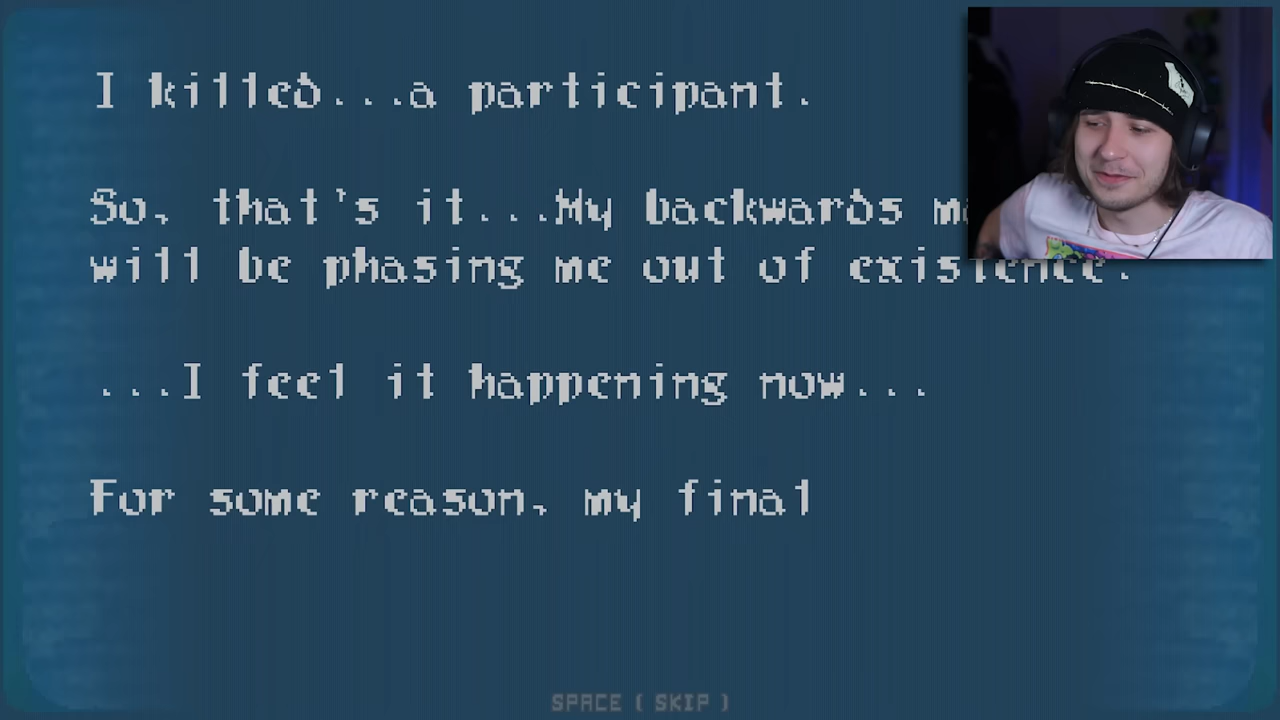 I killed...a participant.
So, that's it...My backwards
will be phasing me out of existence.
...I feel it happening now...
For some reason, my final
SPACE ( SKIP )